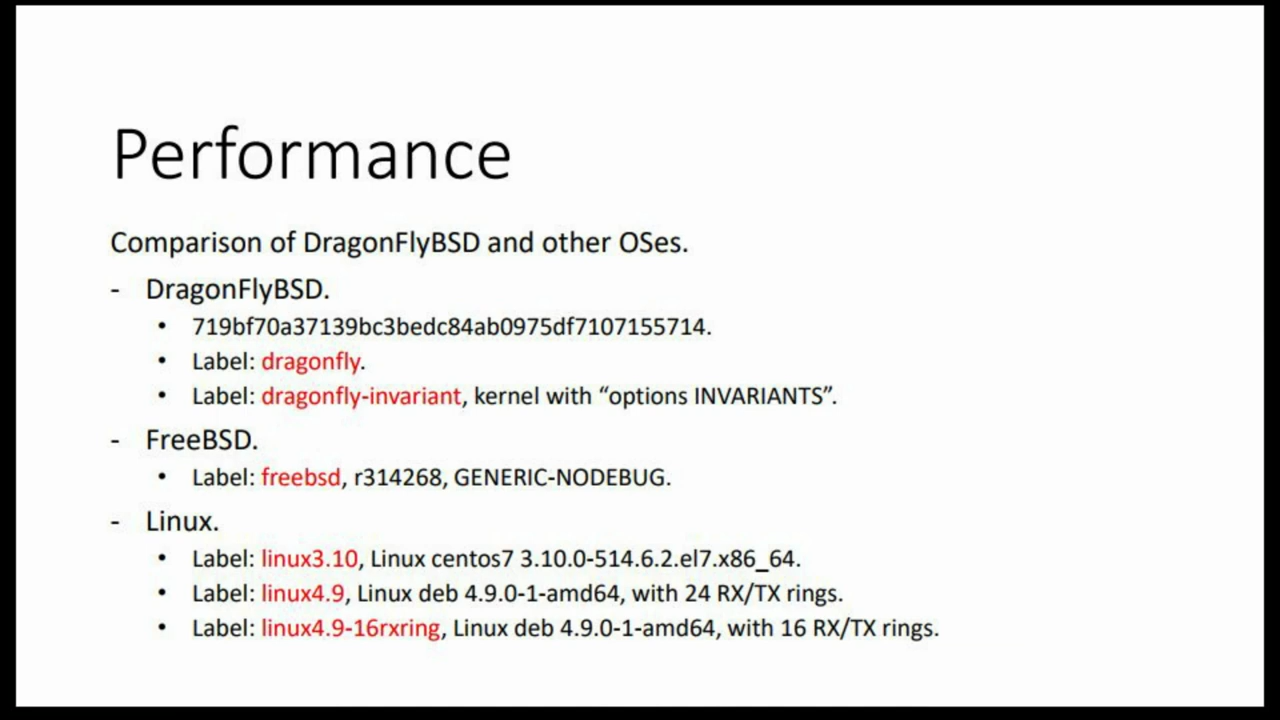 Performance
Comparison of DragonFlyBSD and other OSes.
- DragonFlyBSD.
• 719bf70a37139bc3bedc84ab0975df7107155714.
• Label: dragonfly.
• Label: dragonfly-invariant, kernel with “options INVARIANTS”.
- FreeBSD.
• Label: freebsd, r314268, GENERIC-NODEBUG.
- Linux.
• Label: linux3.10, Linux centos7 3.10.0-514.6.2.el7.x86_64.
• Label: linux4.9, Linux deb 4.9.0-1-amd64, with 24 RX/TX rings.
• Label: linux4.9-16rxring, Linux deb 4.9.0-1-amd64, with 16 RX/TX rings.